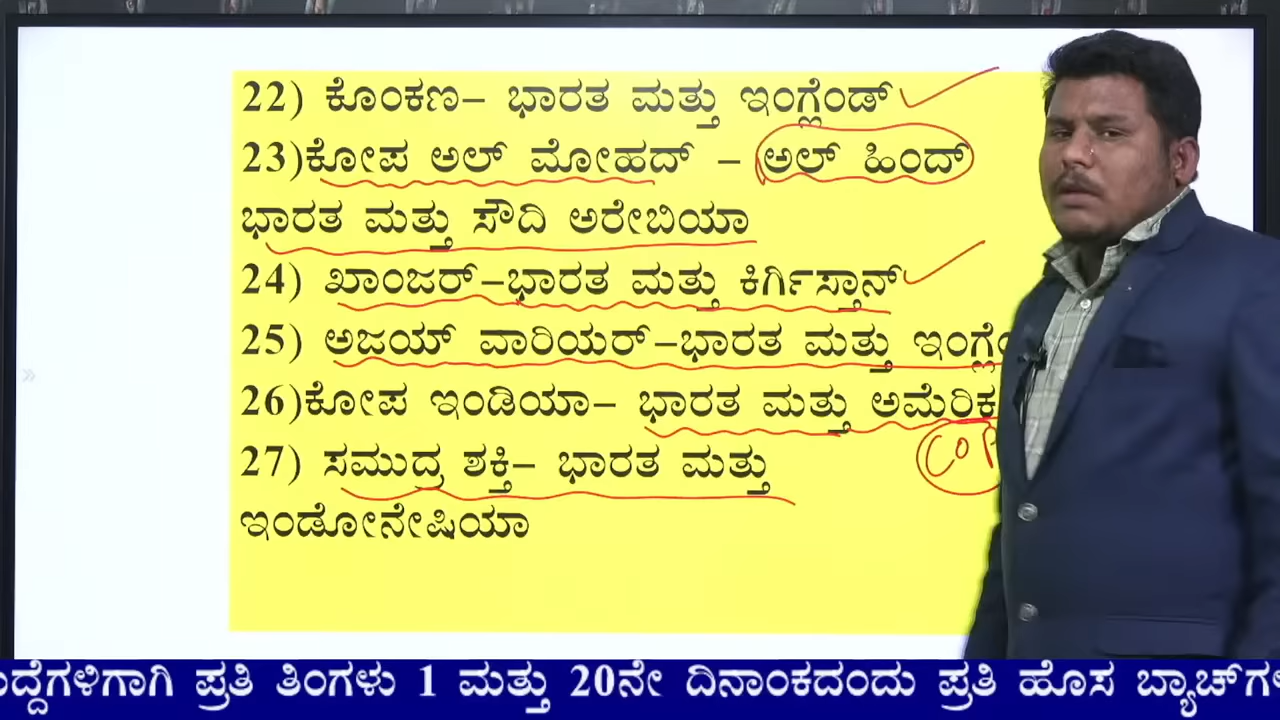 22) ಕೊಂಕಣ– ಭಾರತ ಮತ್ತು ಇಂಗ್ಲೆಂಡ್
23)ಕೋಪ ಅಲ್ ಮೋಹದ್ – ಅಲ್ ಹಿಂದ್
ಭಾರತ ಮತ್ತು ಸೌದಿ ಅರೇಬಿಯಾ
24) ಖಾಂಜರ್–ಭಾರತ ಮತ್ತು ಕಿರ್ಗಿಸ್ತಾನ್
25) ಅಜಯ್ ವಾರಿಯರ್–ಭಾರತ ಮತ್ತು
26)ಕೋಪ ಇಂಡಿಯಾ– ಭಾರತ ಮತ್ತು ಅಮೆರಿಕ
27) ಸಮುದ್ರ ಶಕ್ತಿ– ಭಾರತ ಮತ್ತು
ಇಂಡೋನೇಷಿಯಾ
ಪ್ರತಿ ತಿಂಗಳು 1 ಮತ್ತು 20ನೇ ದಿನಾಂಕದಂದು ಪ್ರತಿ ಹೊಸ